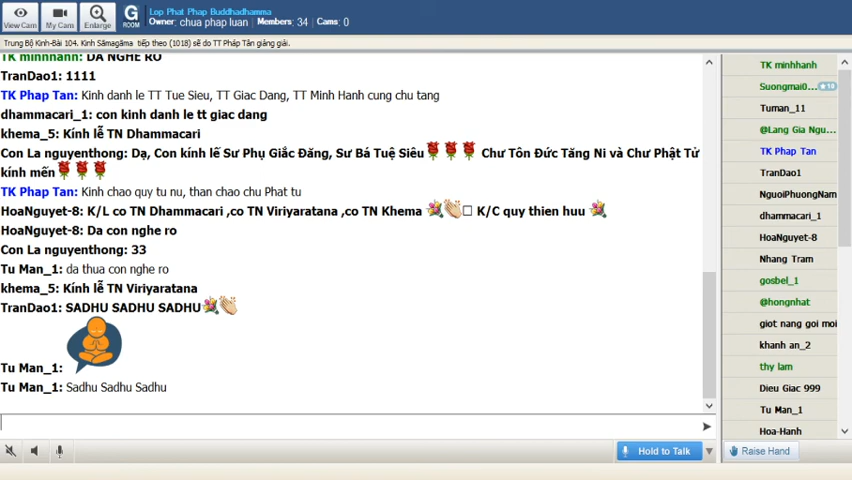 View Cam
My Cams
Enlarge
G
ROOM
Lop Phat Phap Buddhadhamma
Owner: chua phap luan   Members: 34   Cams: 0
Trung Bộ Kinh-Bài 104. Kinh Sāmagāma  tiếp theo (1018) sẽ do TT Pháp Tân giảng giải.
TK minhhanh: DA NGHE RO
TranDao1: 1111
TK Phap Tan: Kinh danh le TT Tue Sieu, TT Giac Dang, TT Minh Hanh cung chu tang
dhammacari_1: con kinh danh le tt giac dang
khema_5: Kính lễ TN Dhammacari
Con La nguyenthong: Dạ, Con kính lế Sư Phụ Giắc Đăng, Sư Bá Tuệ Siêu🌹🌹🌹 Chư Tôn Đức Tăng Ni và Chư Phật Tử
kính mến🌹🌹🌹
TK Phap Tan: Kinh chao quy tu nu, than chao chu Phat tu
HoaNguyet-8: K/L co TN Dhammacari ,co TN Viriyaratana ,co TN Khema 💐👏 K/C quy thien huu 💐
HoaNguyet-8: Da con nghe ro
Con La nguyenthong: 33
Tu Man_1: da thua con nghe ro
khema_5: Kính lễ TN Viriyaratana
TranDao1: SADHU SADHU SADHU💐👏
Tu Man_1:
Tu Man_1: Sadhu Sadhu Sadhu
Hold to Talk
TK minhhanh
Suongmai0... 10
Tuman_11
@Lang Gia Ngu...
TK Phap Tan
TranDao1
NguoiPhuongNam
dhammacari_1
HoaNguyet-8
Nhang Tram
gosbel_1
@hongnhat
giot nang goi moi
khanh an_2
thy lam
Dieu Giac 999
Tu Man_1
Hoa-Hanh
Raise Hand